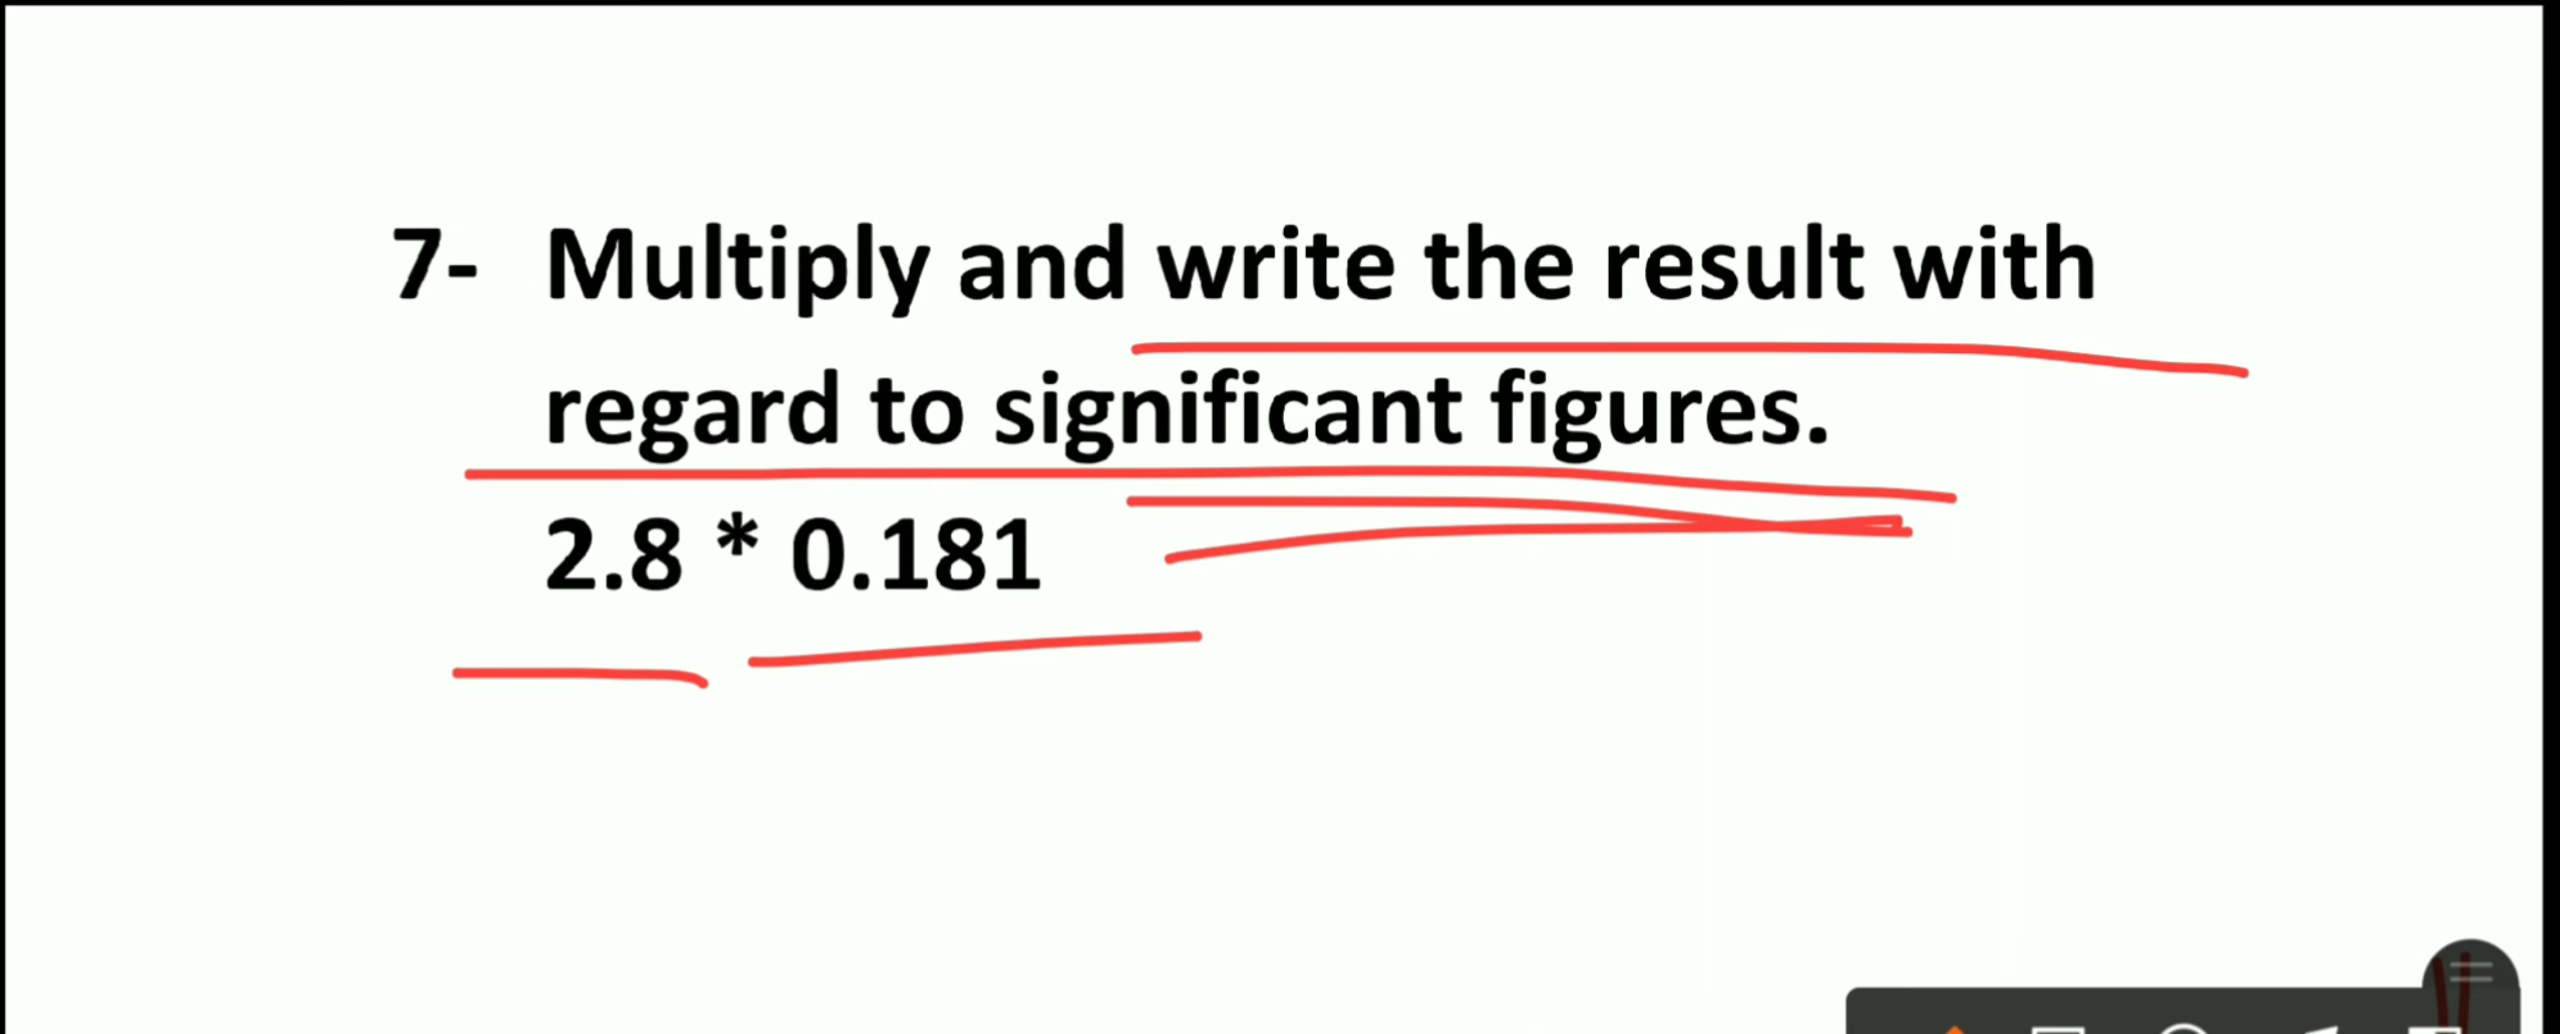 7- Multiply and write the result with
regard to significant figures.
2.8 * 0.181